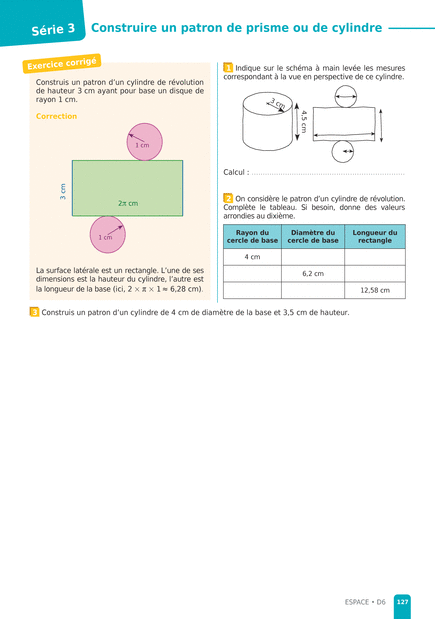 Série 3
Construire un patron de prisme ou de cylindre
Exercice corrigé
Construis un patron d'un cylindre de révolution
de hauteur 3 cm ayant pour base un disque de
rayon 1 cm.
Correction
1 cm
3 cm
2π cm
1 cm
La surface latérale est un rectangle. L'une de ses
dimensions est la hauteur du cylindre, l'autre est
la longueur de la base (ici, 2 × π × 1 ≈ 6,28 cm).
1 Indique sur le schéma à main levée les mesures
correspondant à la vue en perspective de ce cylindre.
3 cm
4,5 cm
Calcul : ..............................................................
2 On considère le patron d'un cylindre de révolution.
Complète le tableau. Si besoin, donne des valeurs
arrondies au dixième.
Rayon du cercle de base | Diamètre du cercle de base | Longueur du rectangle
4 cm
6,2 cm
12,58 cm
3 Construis un patron d'un cylindre de 4 cm de diamètre de la base et 3,5 cm de hauteur.
ESPACE • D6 127